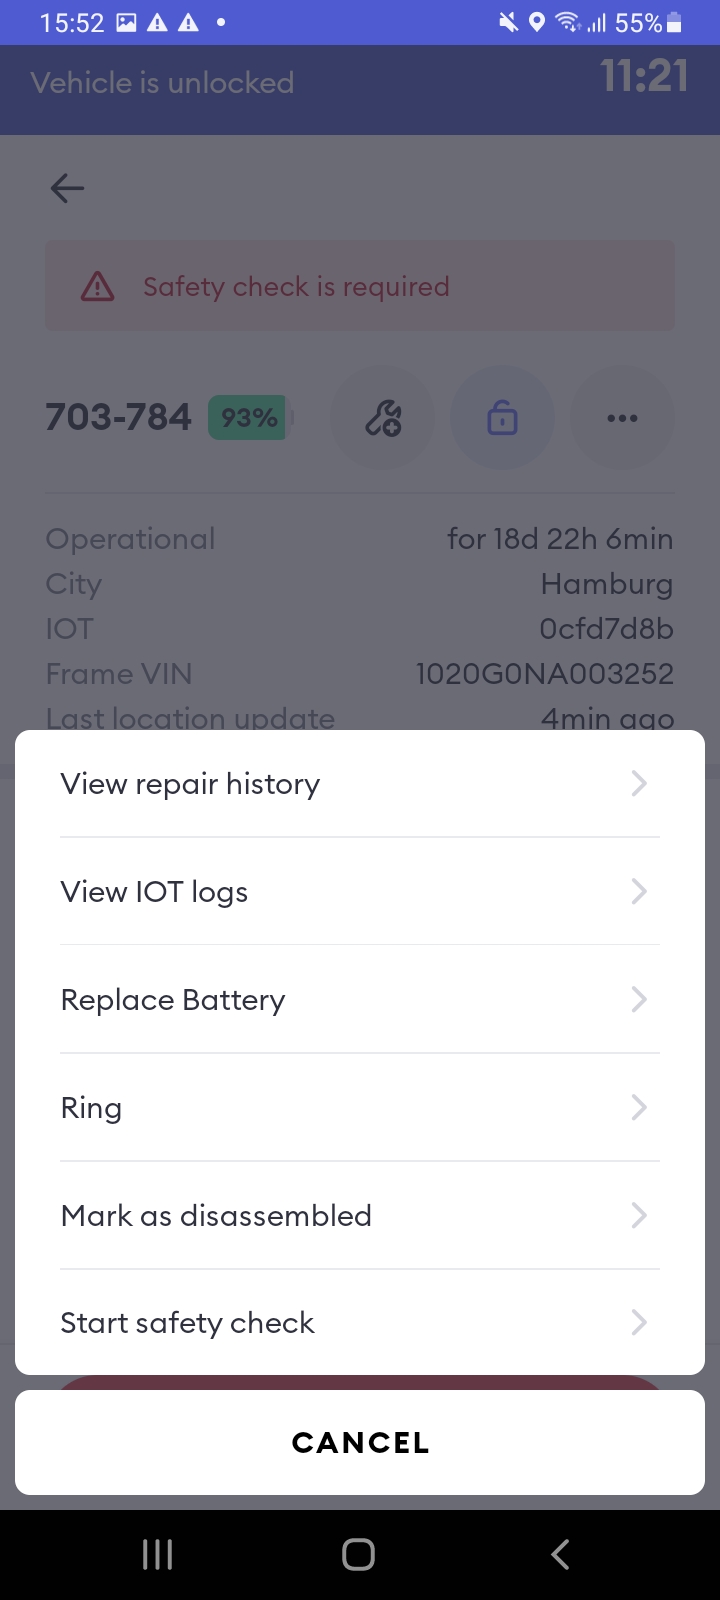 15:52
55%
Vehicle is unlocked
11:21
Safety check is required
703-784
93%
Operational for 18d 22h 6min
City Hamburg
IOT 0cfd7d8b
Frame VIN 1020G0NA003252
Last location update 4min ago
View repair history
View IOT logs
Replace Battery
Ring
Mark as disassembled
Start safety check
CANCEL